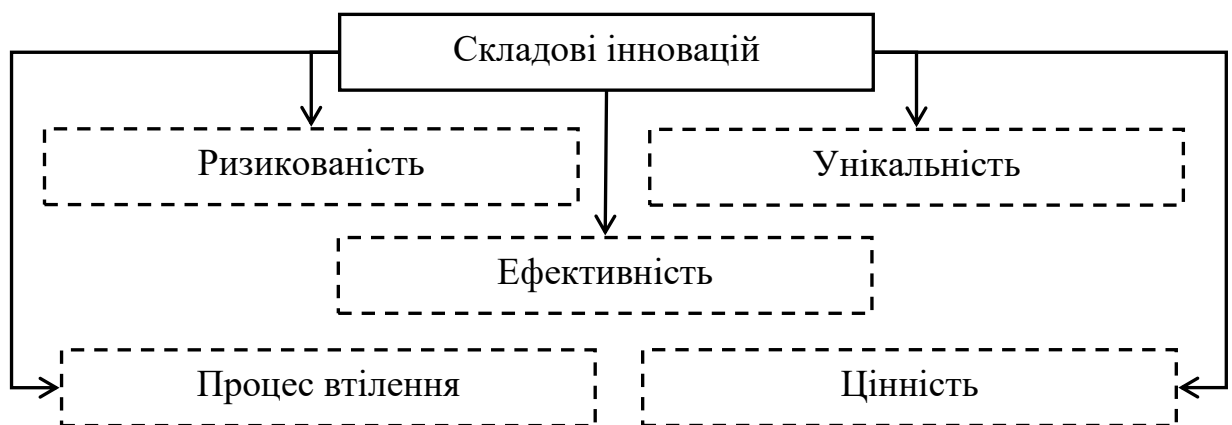 Складові інновацій
Ризикованість
Унікальність
Ефективність
Процес втілення
Цінність